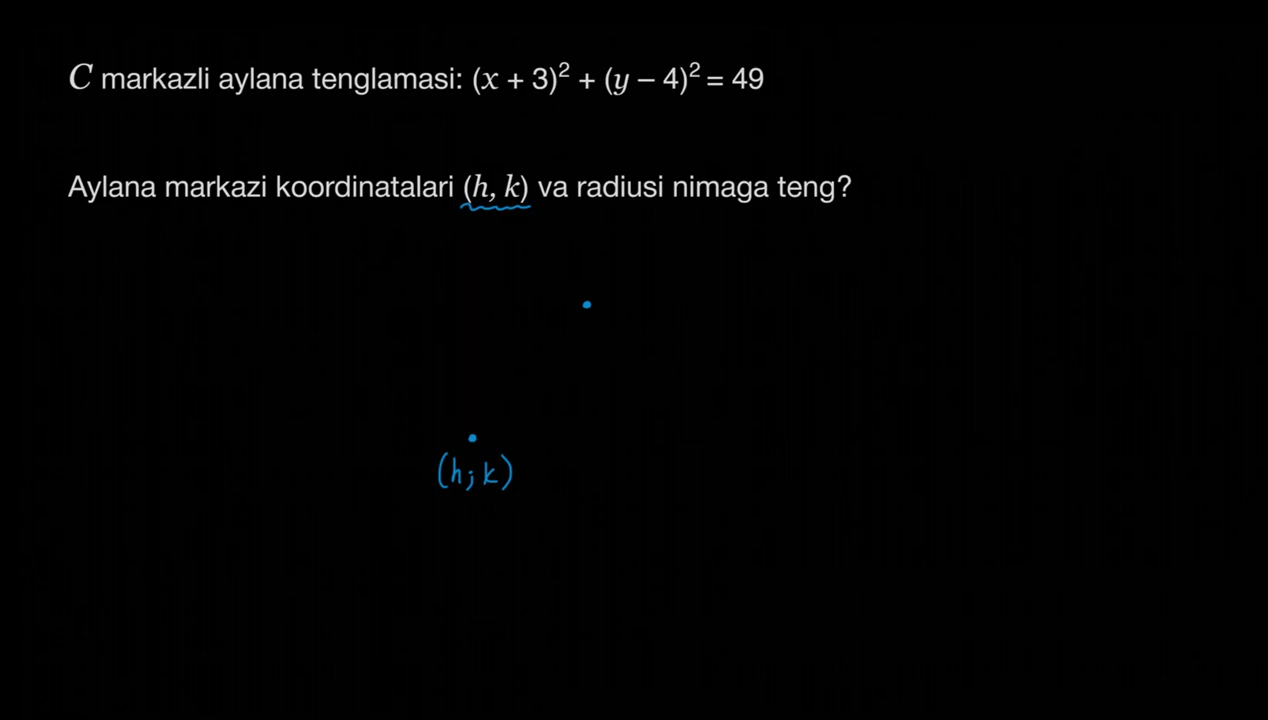 C markazli aylana tenglamasi: (x + 3)² + (y − 4)² = 49
Aylana markazi koordinatalari (h, k) va radiusi nimaga teng?
(h; k)